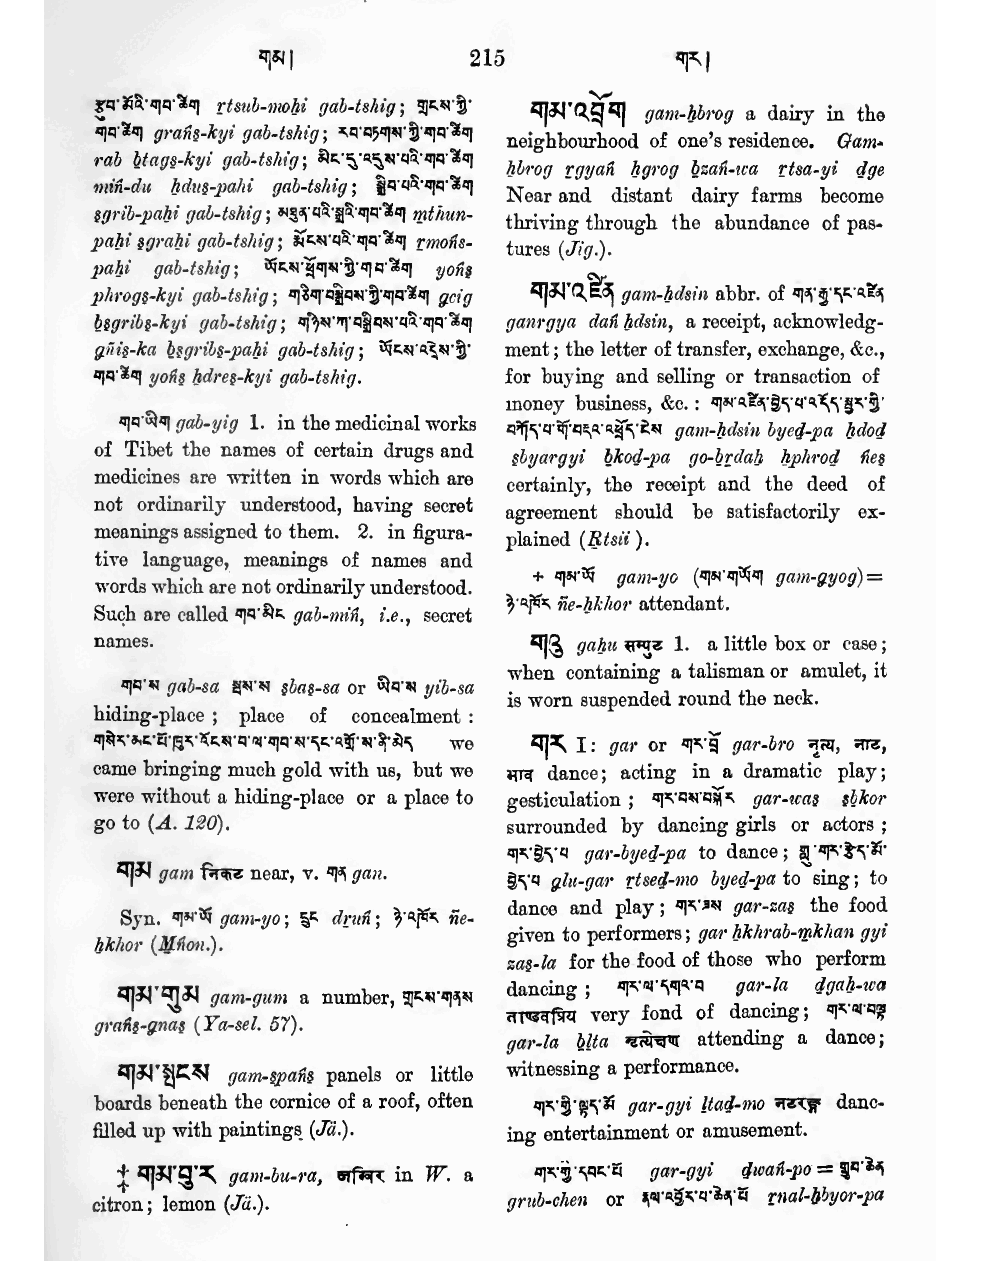 གམ། 215 གར།
རྩུབ་མོའི་གབ་ཚིག rtsub-moḥi gab-tshig; གྲངས་ཀྱི་
གབ་ཚིག grañs-kyi gab-tshig; རབ་བཏགས་ཀྱི་གབ་ཚིག
rab btags-kyi gab-tshig; མིང་དུ་འདུས་པའི་གབ་ཚིག
miñ-du ḥdus-pahi gab-tshig; སྒྲིབ་པའི་གབ་ཚིག
sgrib-paḥi gab-tshig; མཐུན་པའི་སྒྲའི་གབ་ཚིག mthun-
paḥi sgraḥi gab-tshig; རྨོངས་པའི་གབ་ཚིག rmoñs-
paḥi gab-tshig; ཡོངས་ཕྲོགས་ཀྱི་གབ་ཚིག yoñs
phrogs-kyi gab-tshig; གཅིག་བསྒྲིབས་ཀྱི་གབ་ཚིག gcig
bsgribs-kyi gab-tshig; གཉིས་ཀ་བསྒྲིབས་པའི་གབ་ཚིག
gñis-ka bsgribs-paḥi gab-tshig; ཡོངས་འདྲེས་ཀྱི་
གབ་ཚིག yoñs ḥdres-kyi gab-tshig.
གབ་ཡིག gab-yig 1. in the medicinal works
of Tibet the names of certain drugs and
medicines are written in words which are
not ordinarily understood, having secret
meanings assigned to them. 2. in figura-
tive language, meanings of names and
words which are not ordinarily understood.
Such are called གབ་མིང gab-miñ, i.e., secret
names.
གབ་ས gab-sa སྦས་ས sbas-sa or ཡིབ་ས yib-sa
hiding-place; place of concealment:
གསེར་མང་པོ་ཁུར་འོངས་པ་ལ་གབ་ས་དང་འགྲོ་ས་ནི་མེད we
came bringing much gold with us, but we
were without a hiding-place or a place to
go to (A. 120).
གམ gam निकट near, v. གན gan.
Syn. གམ་ཡོ gam-yo; དྲུང druñ; ཉེ་འཁོར ñe-
ḥkhor (Mñon.).
གམ་གུམ gam-gum a number, གྲངས་གནས
grañs-gnas (Ya-sel. 57).
གམ་སྤངས gam-spañs panels or little
boards beneath the cornice of a roof, often
filled up with paintings (Jä.).
‡ གམ་བུ་ར gam-bu-ra, जम्बिर in W. a
citron; lemon (Jä.).
གམ་འབྲོག gam-ḥbrog a dairy in the
neighbourhood of one's residence. Gam-
ḥbrog rgyañ ḥgrog bzañ-wa rtsa-yi dge
Near and distant dairy farms become
thriving through the abundance of pas-
tures (Jig.).
གམ་འཛིན gam-ḥdsin abbr. of གན་རྒྱ་དང་འཛིན
ganrgya dañ ḥdsin, a receipt, acknowledg-
ment; the letter of transfer, exchange, &c.,
for buying and selling or transaction of
money business, &c.: གམ་འཛིན་བྱེད་པ་འདོད་སྦྱར་གྱི་
བཀོད་པ་གོ་བརྡའ་འཕྲོད་ངེས gam-ḥdsin byed-pa ḥdod
sbyargyi bkod-pa go-brdaḥ ḥphrod ñes
certainly, the receipt and the deed of
agreement should be satisfactorily ex-
plained (Rtsii ).
+ གམ་ཡོ gam-yo (གམ་གཡོག gam-gyog)=
ཉེ་འཁོར ñe-ḥkhor attendant.
གཱུ gaḥu सम्पुट 1. a little box or case;
when containing a talisman or amulet, it
is worn suspended round the neck.
གར I: gar or གར་བྲོ gar-bro नृत्य, नाट,
भाव dance; acting in a dramatic play;
gesticulation; གར་བས་བསྐོར gar-was sbkor
surrounded by dancing girls or actors;
གར་བྱེད་པ gar-byed-pa to dance; གླུ་གར་རྩེད་མོ་
བྱེད་པ glu-gar rtsed-mo byed-pa to sing; to
dance and play; གར་ཟས gar-zas the food
given to performers; gar ḥkhrab-mkhan gyi
zas-la for the food of those who perform
dancing; གར་ལ་དགའ་བ gar-la dgaḥ-wa
ताण्डवप्रिय very fond of dancing; གར་ལ་བལྟ
gar-la blta attending a dance;
witnessing a performance.
གར་གྱི་ལྟད་མོ gar-gyi ltad-mo नटरङ्ग danc-
ing entertainment or amusement.
གར་གྱི་དབང་པོ gar-gyi dwañ-po = གྲུབ་ཆེན
grub-chen or རྣལ་འབྱོར་པ་ཆེན་པོ rnal-ḥbyor-pa